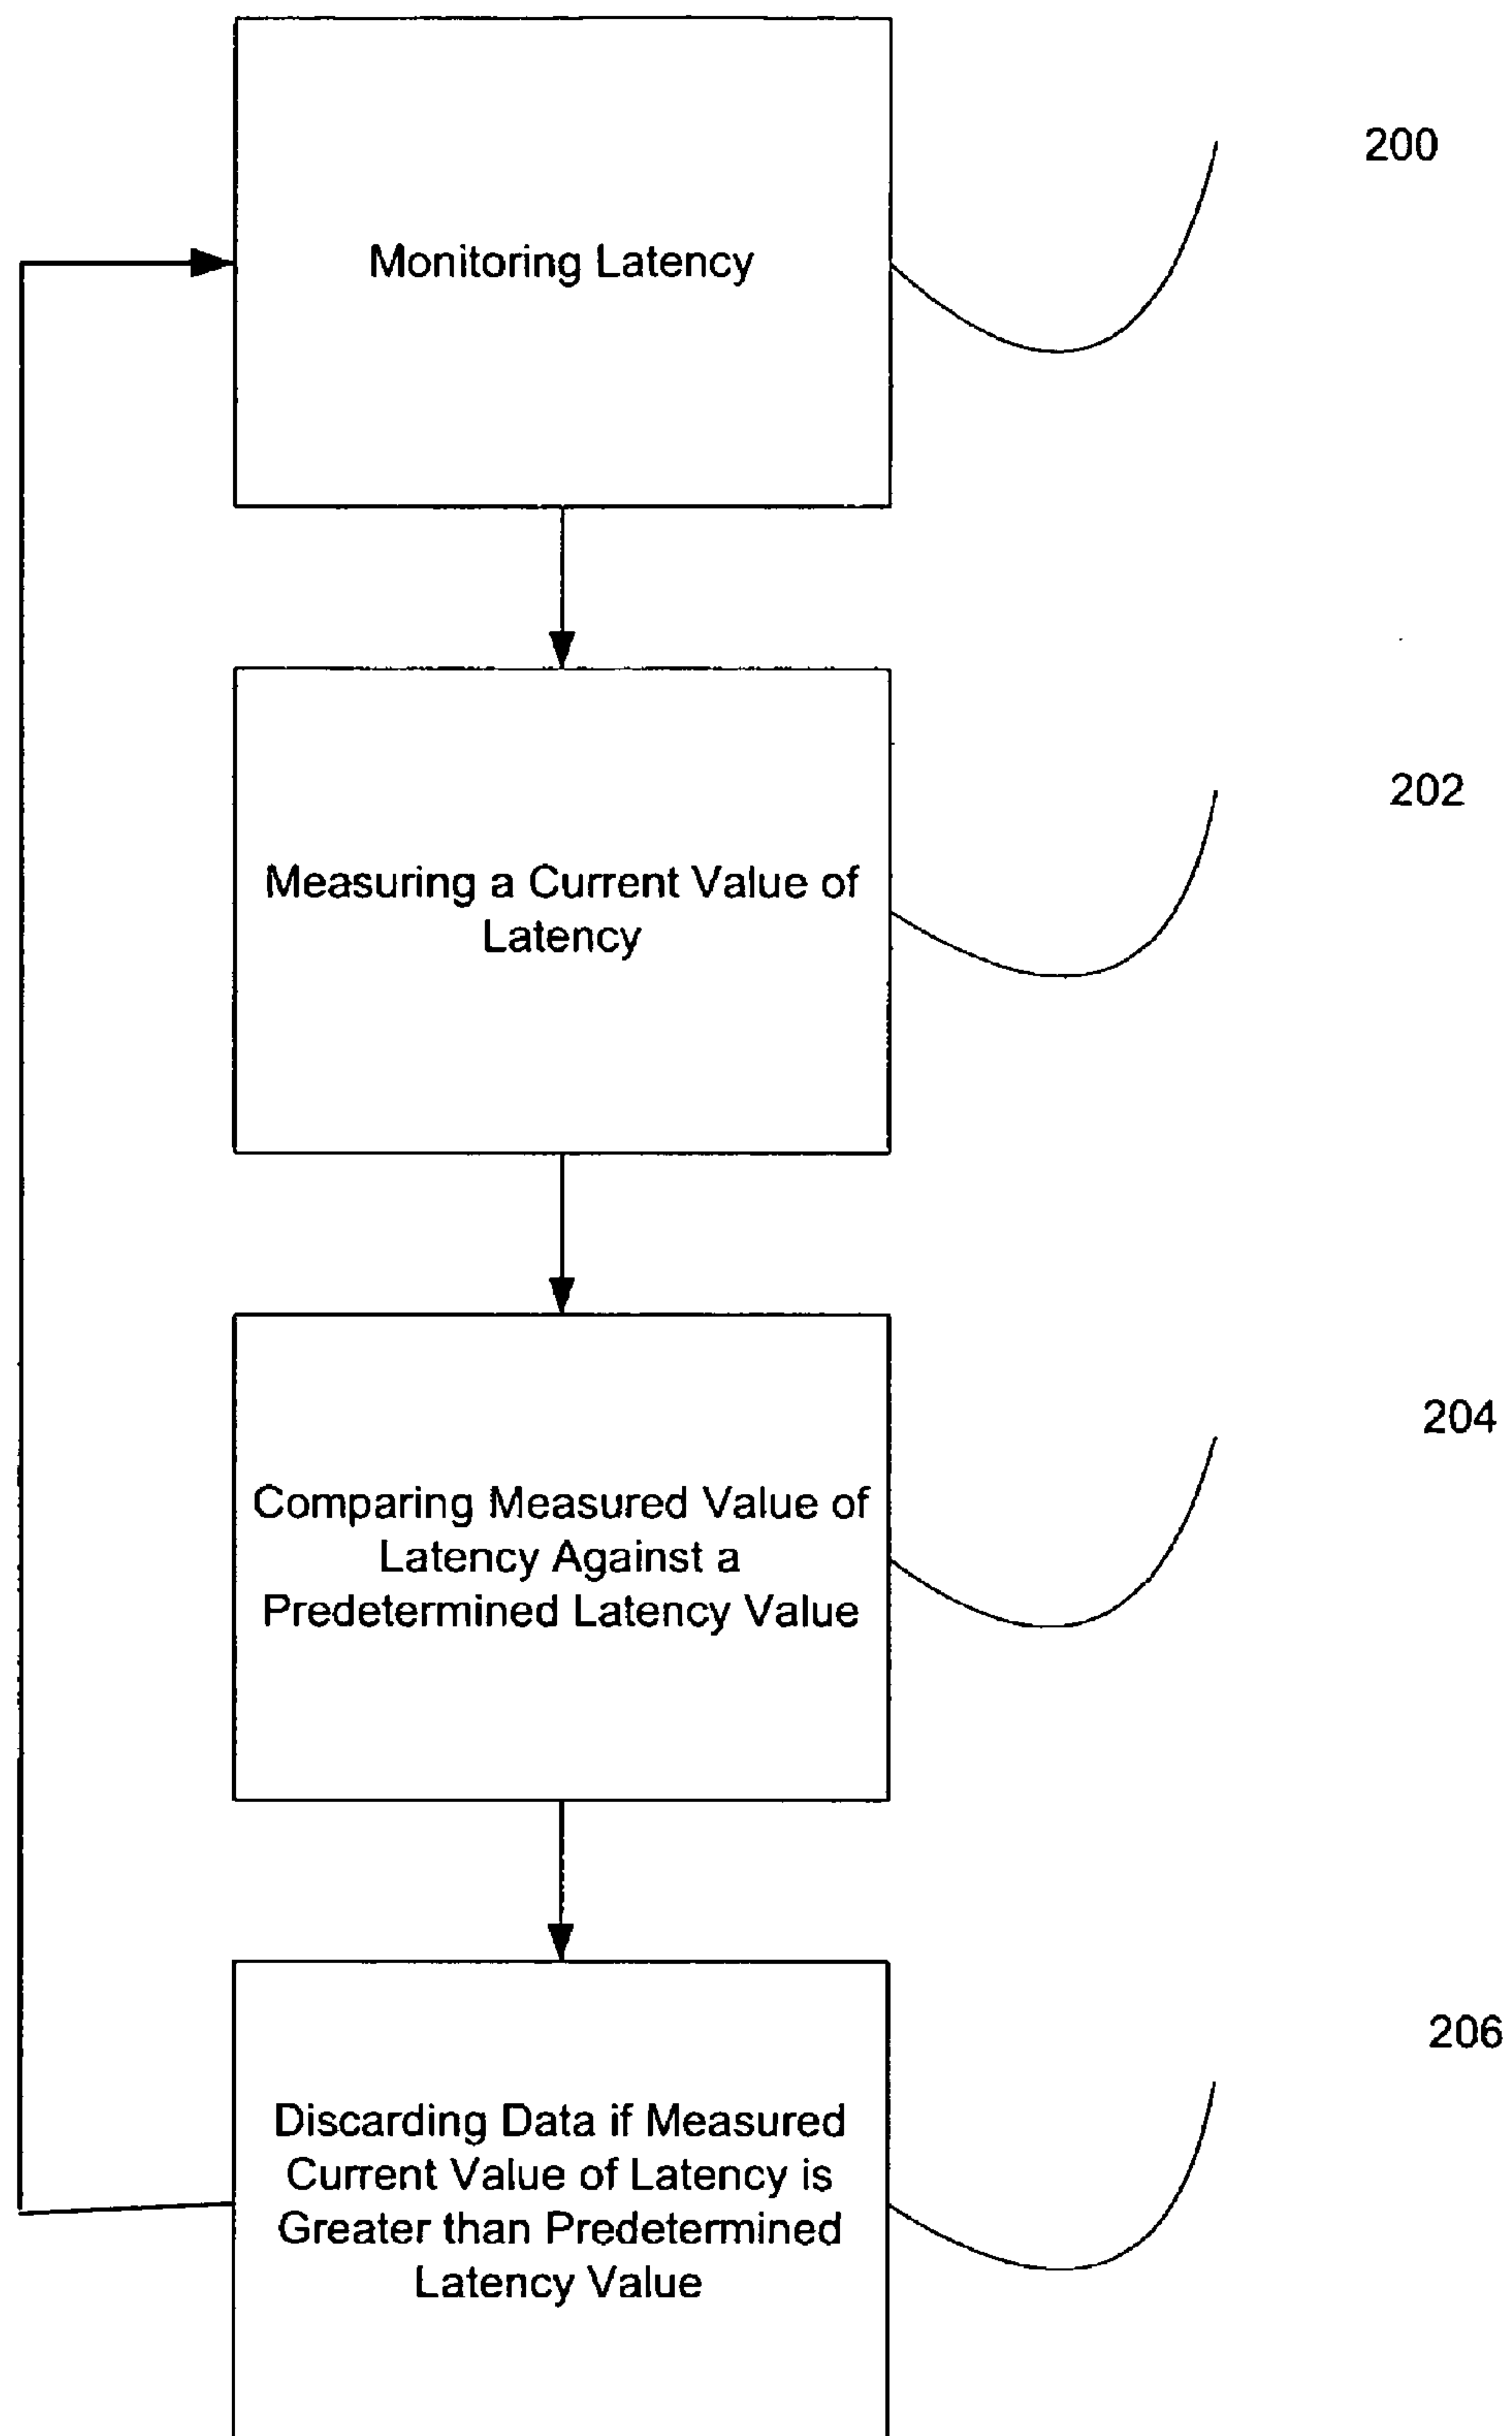 200
Monitoring Latency
202
Measuring a Current Value of
Latency
204
Comparing Measured Value of
Latency Against a
Predetermined Latency Value
206
Discarding Data if Measured
Current Value of Latency is
Greater than Predetermined
Latency Value